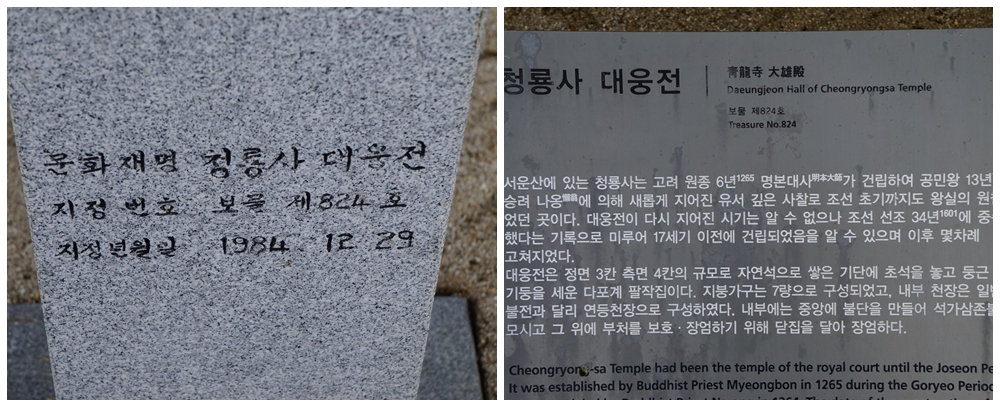 문화재명 청룡사 대웅전
지정 번호 보물 제824호
지정년월일 1984. 12 29
청룡사 대웅전
靑龍寺 大雄殿
Daeungjeon Hall of Cheongryongsa Temple
보물 제824호
Treasure No.824
서운산에 있는 청룡사는 고려 원종 6년1265 명본대사明本大師가 건립하여 공민왕 13년
승려 나옹懶翁에 의해 새롭게 지어진 유서 깊은 사찰로 조선 초기까지도 왕실의
었던 곳이다. 대웅전이 다시 지어진 시기는 알 수 없으나 조선 선조 34년1601에
했다는 기록으로 미루어 17세기 이전에 건립되었음을 알 수 있으며 이후 몇차례
고쳐지었다.
대웅전은 정면 3칸 측면 4칸의 규모로 자연석으로 쌓은 기단에 초석을 놓고 둥근
기둥을 세운 다포계 팔작집이다. 지붕가구는 7량으로 구성되었고, 내부 천장은
불전과 달리 연등천장으로 구성하였다. 내부에는 중앙에 불단을 만들어 석가삼존불
모시고 그 위에 부처를 보호·장엄하기 위해 닫집을 달아 장엄하다.
Cheongryong-sa Temple had been the temple of the royal court until the Joseon
It was established by Buddhist Priest Myeongbon in 1265 during the Goryeo